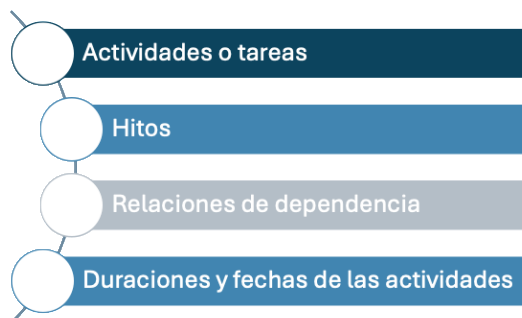 Actividades o tareas
Hitos
Relaciones de dependencia
Duraciones y fechas de las actividades